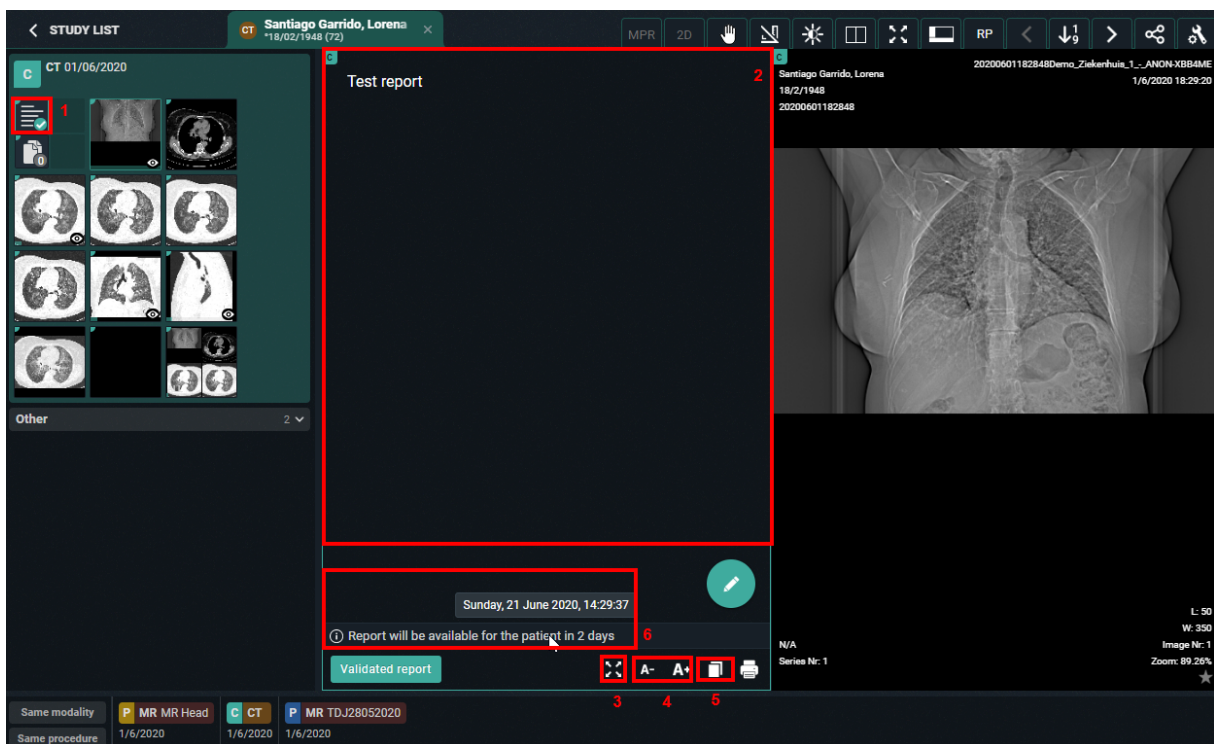 STUDY LIST
CT
Santiago Garrido, Lorena
*18/02/1948 (72)
MPR
2D
RP
C
CT 01/06/2020
1
0
Other
2
C
Test report
2
Sunday, 21 June 2020, 14:29:37
Report will be available for the patient in 2 days
6
Validated report
A-
A+
3
4
5
C
Santiago Garrido, Lorena
18/2/1948
20200601182848
20200601182848Demo_Ziekenhuis_1_-_ANON-XBB4ME
1/6/2020 18:29:20
N/A
Series Nr: 1
L: 50
W: 350
Image Nr: 1
Zoom: 89.26%
Same modality
Same procedure
P MR MR Head
1/6/2020
C CT
1/6/2020
P MR TDJ28052020
1/6/2020